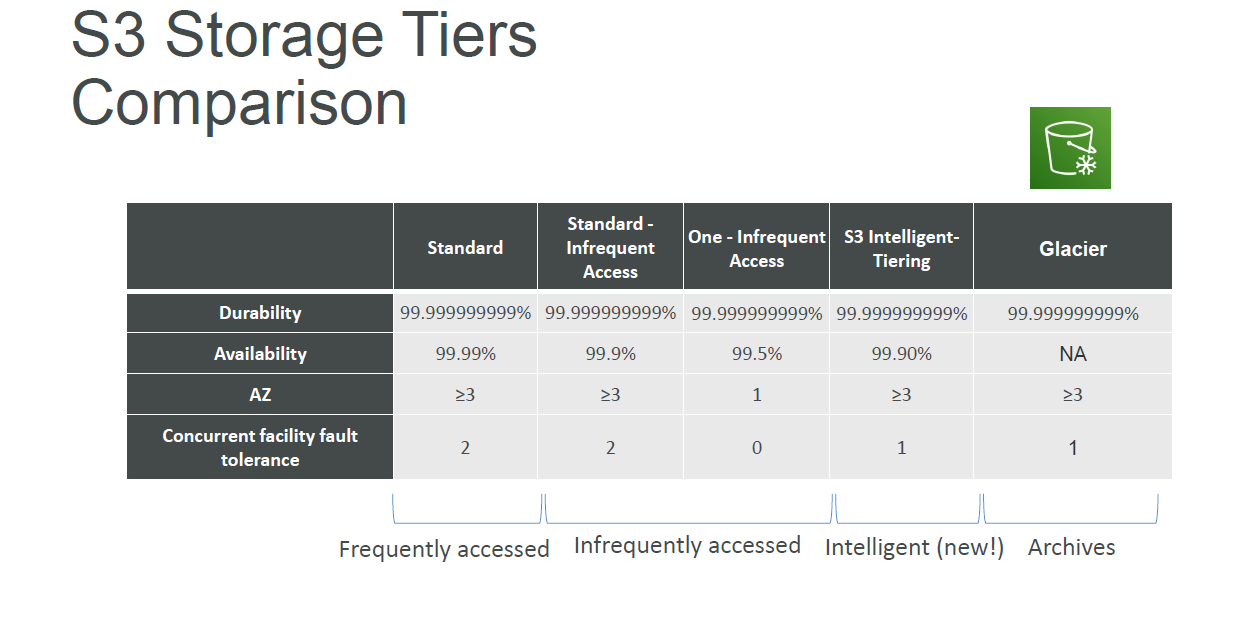 S3 Storage Tiers
Comparison
Standard
Standard -
Infrequent
Access
One - Infrequent
Access
S3 Intelligent-
Tiering
Glacier
Durability
99.999999999%
99.999999999%
99.999999999%
99.999999999%
99.999999999%
Availability
99.99%
99.9%
99.5%
99.90%
NA
AZ
≥3
≥3
1
≥3
≥3
Concurrent facility fault
tolerance
2
2
0
1
1
Frequently accessed
Infrequently accessed
Intelligent (new!)
Archives